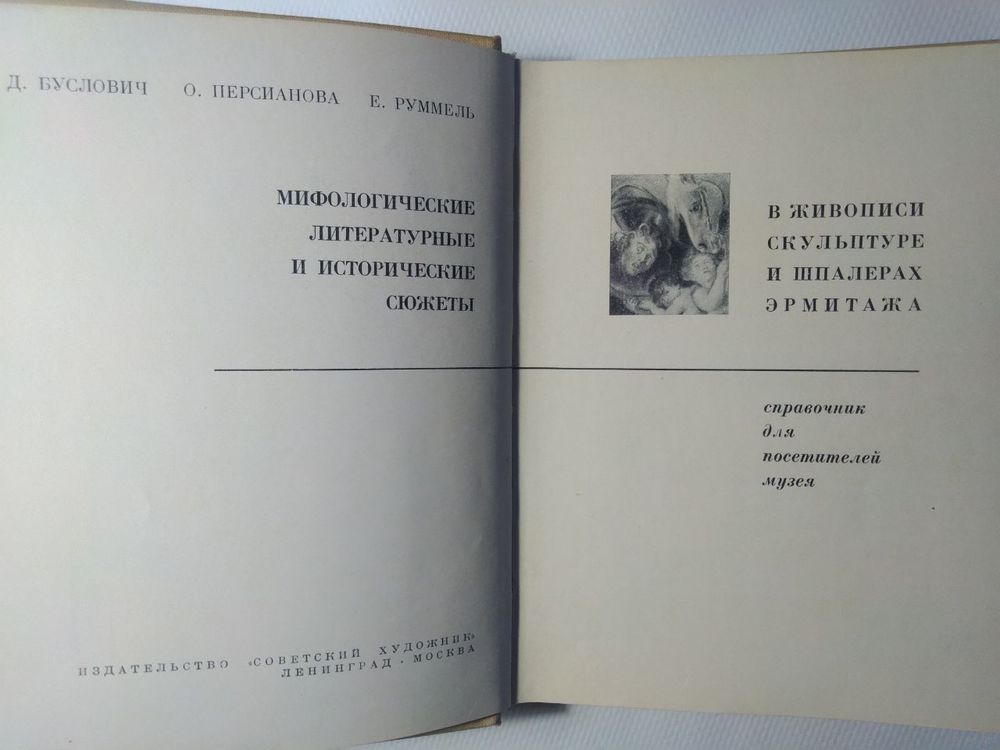 Д. БУСЛОВИЧ О. ПЕРСИАНОВА Е. РУММЕЛЬ
МИФОЛОГИЧЕСКИЕ
ЛИТЕРАТУРНЫЕ
И ИСТОРИЧЕСКИЕ
СЮЖЕТЫ
ИЗДАТЕЛЬСТВО «СОВЕТСКИЙ ХУДОЖНИК»
ЛЕНИНГРАД · МОСКВА
В ЖИВОПИСИ
СКУЛЬПТУРЕ
И ШПАЛЕРАХ
ЭРМИТАЖА
справочник
для
посетителей
музея